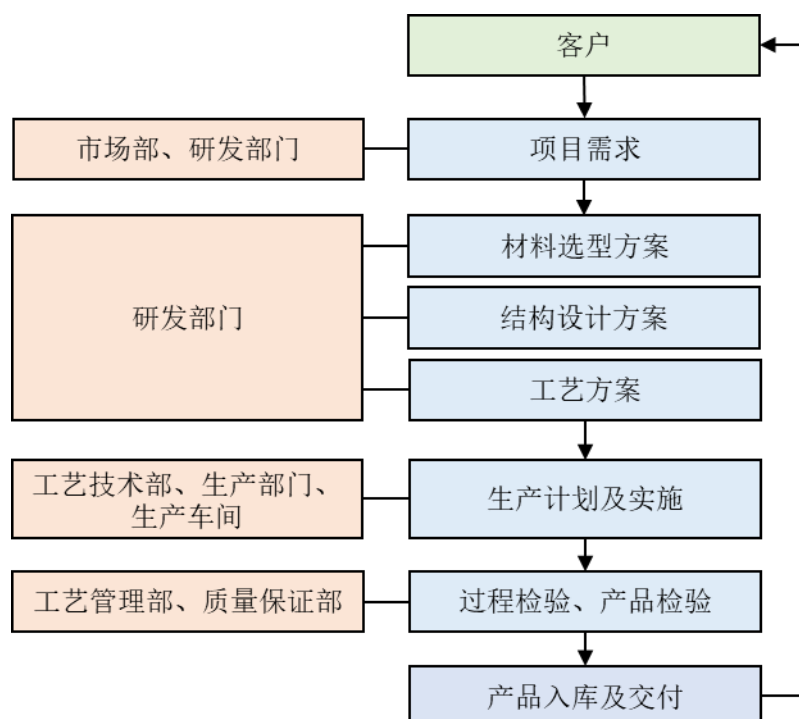 客户
市场部、研发部门
项目需求
研发部门
材料选型方案
结构设计方案
工艺方案
工艺技术部、生产部门、
生产车间
生产计划及实施
工艺管理部、质量保证部
过程检验、产品检验
产品入库及交付